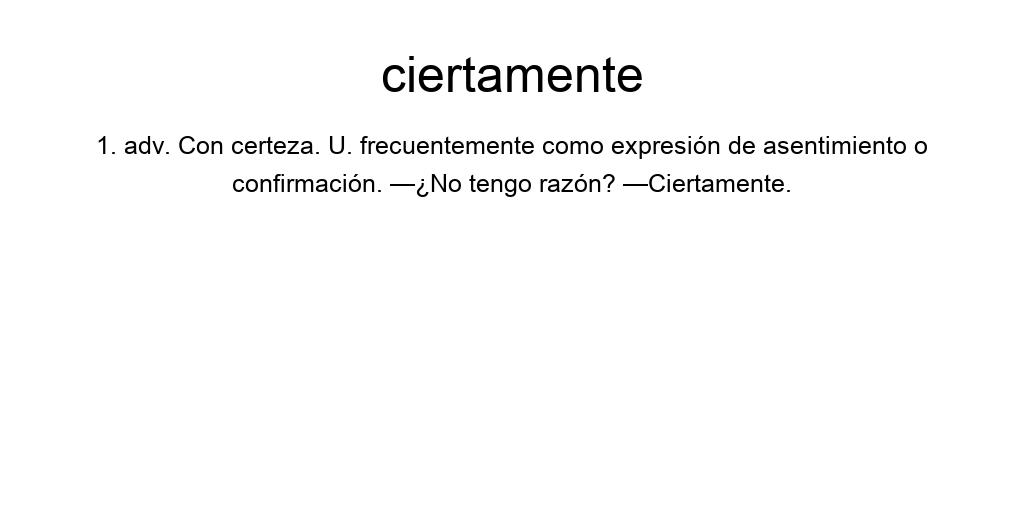 ciertamente
1. adv. Con certeza. U. frecuentemente como expresión de asentimiento o
confirmación. —¿No tengo razón? —Ciertamente.